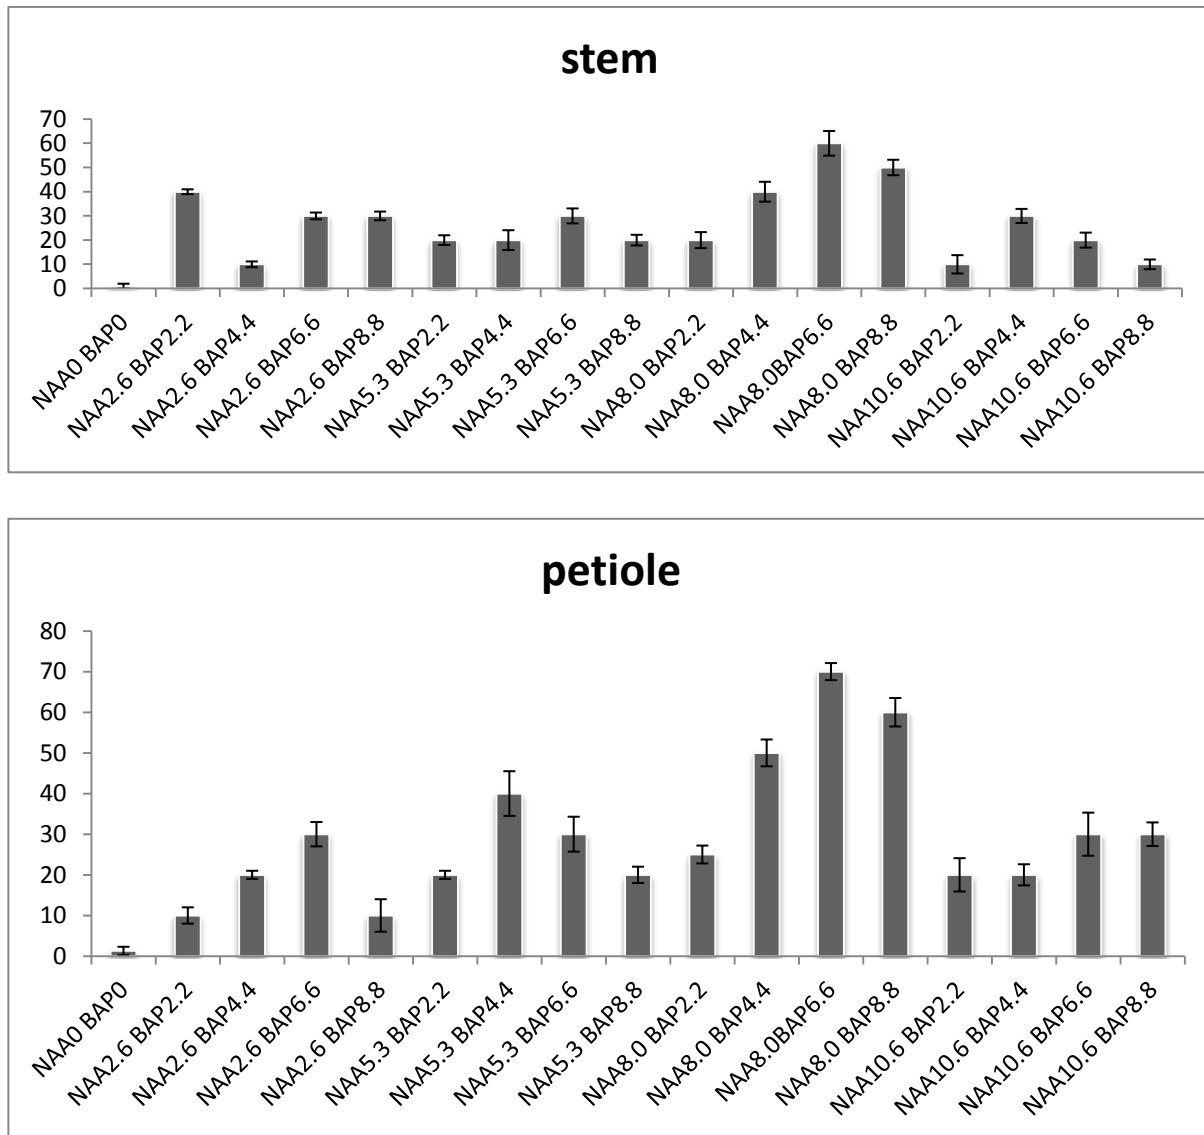 stem
70
60
50
40
30
20
10
0
NAA0 BAP0
NAA2.6 BAP2.2
NAA2.6 BAP4.4
NAA2.6 BAP6.6
NAA2.6 BAP8.8
NAA5.3 BAP2.2
NAA5.3 BAP4.4
NAA5.3 BAP6.6
NAA5.3 BAP8.8
NAA8.0 BAP2.2
NAA8.0 BAP4.4
NAA8.0BAP6.6
NAA8.0 BAP8.8
NAA10.6 BAP2.2
NAA10.6 BAP4.4
NAA10.6 BAP6.6
NAA10.6 BAP8.8
petiole
80
70
60
50
40
30
20
10
0
NAA0 BAP0
NAA2.6 BAP2.2
NAA2.6 BAP4.4
NAA2.6 BAP6.6
NAA2.6 BAP8.8
NAA5.3 BAP2.2
NAA5.3 BAP4.4
NAA5.3 BAP6.6
NAA5.3 BAP8.8
NAA8.0 BAP2.2
NAA8.0 BAP4.4
NAA8.0BAP6.6
NAA8.0 BAP8.8
NAA10.6 BAP2.2
NAA10.6 BAP4.4
NAA10.6 BAP6.6
NAA10.6 BAP8.8